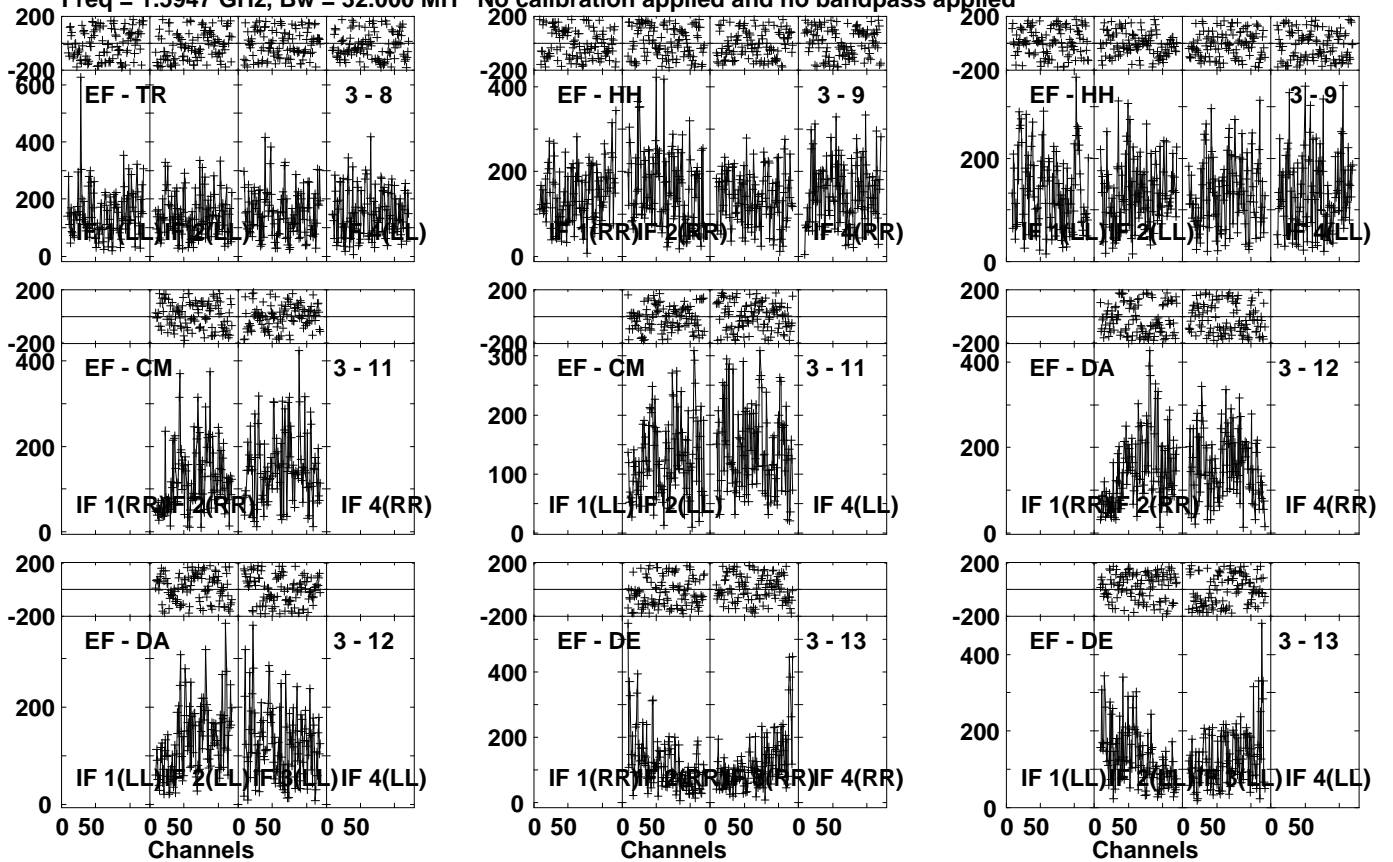 Freq = 1.5947 GHz, Bw = 32.000 MH No calibration applied and no bandpass applied
200 200 200
-200 -200 -200
600 EF - TR 3 - 8 400 EF - HH 3 - 9 EF - HH 3 - 9
400
200 200 200
IF 1(LL) IF 2(LL) IF 4(LL) IF 1(RR) IF 2(RR) IF 4(RR) IF 1(LL) IF 2(LL) IF 4(LL)
0 0 0
200 200 200
-200 -200 -200
400 EF - CM 3 - 11 300 EF - CM 3 - 11 400 EF - DA 3 - 12
200 200 200
100
IF 1(RR) IF 2(RR) IF 4(RR) IF 1(LL) IF 2(LL) IF 4(LL) IF 1(RR) IF 2(RR) IF 4(RR)
0 0 0
200 200 200
-200 -200 -200
EF - DA 3 - 12 EF - DE 3 - 13 EF - DE 3 - 13
400 400
200 200 200
IF 1(LL) IF 2(LL) IF 3(LL) IF 4(LL) IF 1(RR) IF 2(RR) IF 3(RR) IF 4(RR) IF 1(LL) IF 2(LL) IF 3(LL) IF 4(LL)
0 0 0
0 50 0 50 0 50 0 50 0 50 0 50 0 50 0 50 0 50
Channels Channels Channels